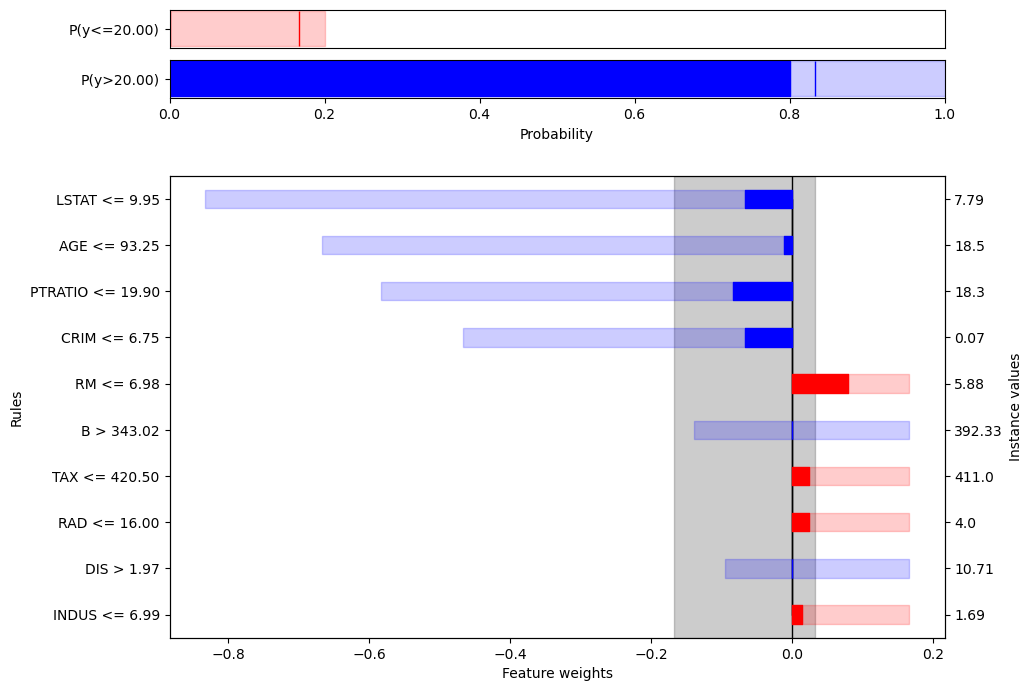 P(y<=20.00)
P(y>20.00)
0.0 0.2 0.4 0.6 0.8 1.0
Probability
LSTAT <= 9.95 7.79
AGE <= 93.25 18.5
PTRATIO <= 19.90 18.3
CRIM <= 6.75 0.07
RM <= 6.98 5.88
B > 343.02 392.33
TAX <= 420.50 411.0
RAD <= 16.00 4.0
DIS > 1.97 10.71
INDUS <= 6.99 1.69
Rules
Instance values
−0.8 −0.6 −0.4 −0.2 0.0 0.2
Feature weights